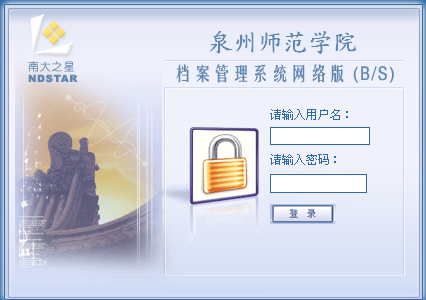 泉州师范学院
南大之星
NDSTAR
档案管理系统网络版 (B/S)
请输入用户名：
请输入密码：
登 录